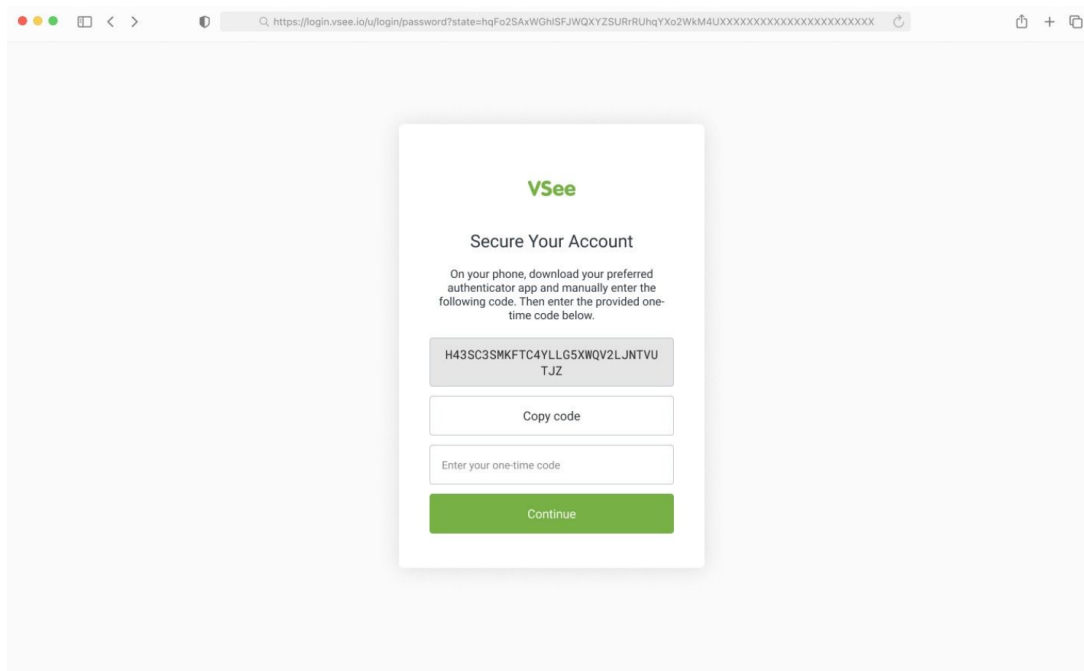 https://login.vsee.io/u/login/password?state=hqFo2SAxWGhISFJWQXYZSURrRUhqYXo2WkM4UXXXXXXXXXXXXXXXXXXXXXXX
VSee
Secure Your Account
On your phone, download your preferred
authenticator app and manually enter the
following code. Then enter the provided one-
time code below.
H43SC3SMKFTC4YLLG5XWQV2LJNTVU
TJZ
Copy code
Enter your one-time code
Continue